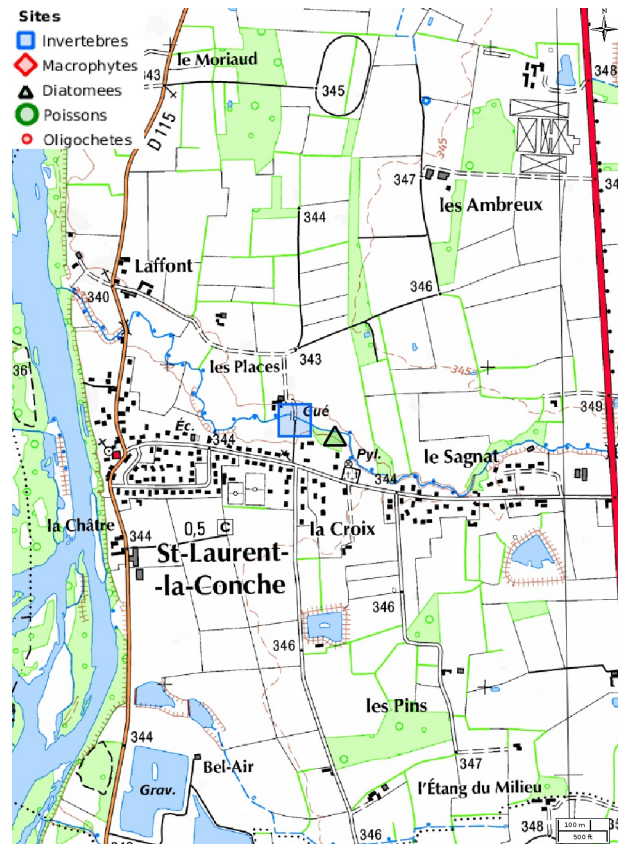 Sites
Invertebres
Macrophytes
Diatomees
Poissons
Oligochetes
le Moriaud
343
345
348
D 115
345
347
les Ambreux
344
Laffont
346
340
343
les Places
345
36
349
Gué
Éc.
344
Pyl.
le Sagnat
344
la Châtre
0,5
C
la Croix
344
St-Laurent-
-la-Conche
346
346
les Pins
344
347
Bel-Air
l'Étang du Milieu
Grav.
346
348
100 m
500 ft